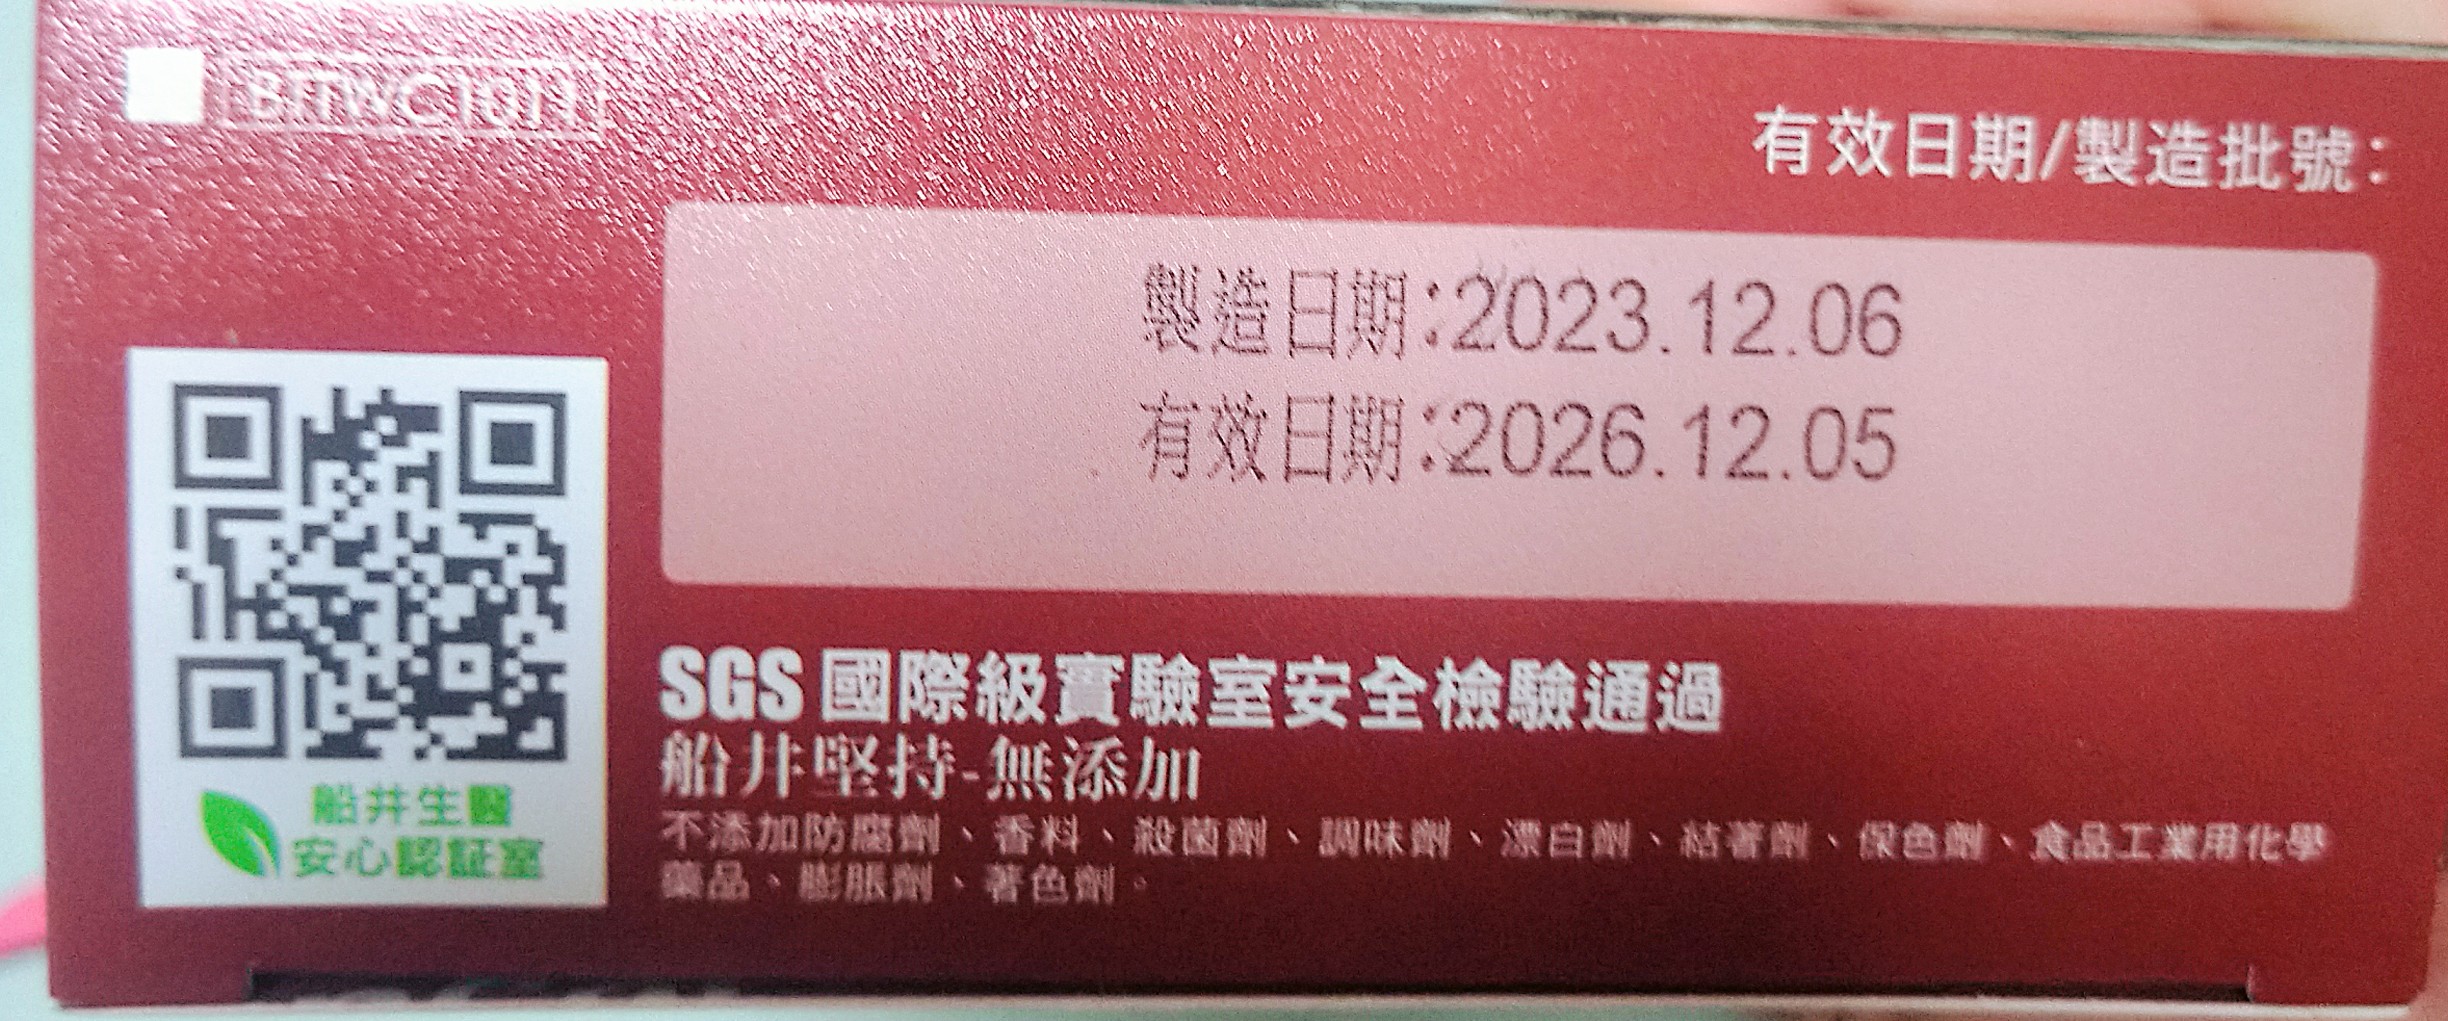 BJTWC1011
有效日期/製造批號：
製造日期：2023.12.06
有效日期：2026.12.05
SGS 國際級實驗室安全檢驗通過
船井堅持-無添加
不添加防腐劑、香料、殺菌劑、調味劑、漂白劑、結著劑、保色劑、食品工業用化學
藥品、膨脹劑、著色劑。
船井生醫
安心認証室